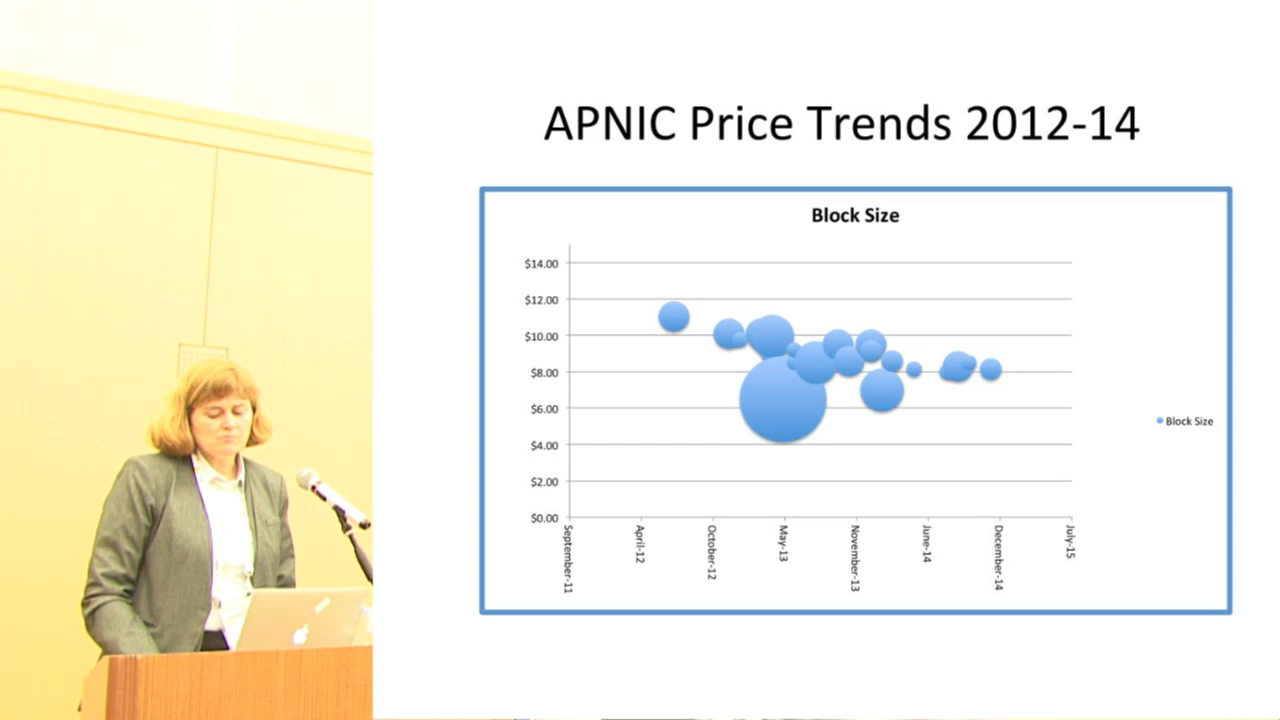 APNIC Price Trends 2012-14
Block Size
$14.00
$12.00
$10.00
$8.00
$6.00
$4.00
$2.00
$0.00
September-11
April-12
October-12
May-13
November-13
June-14
December-14
July-15
Block Size